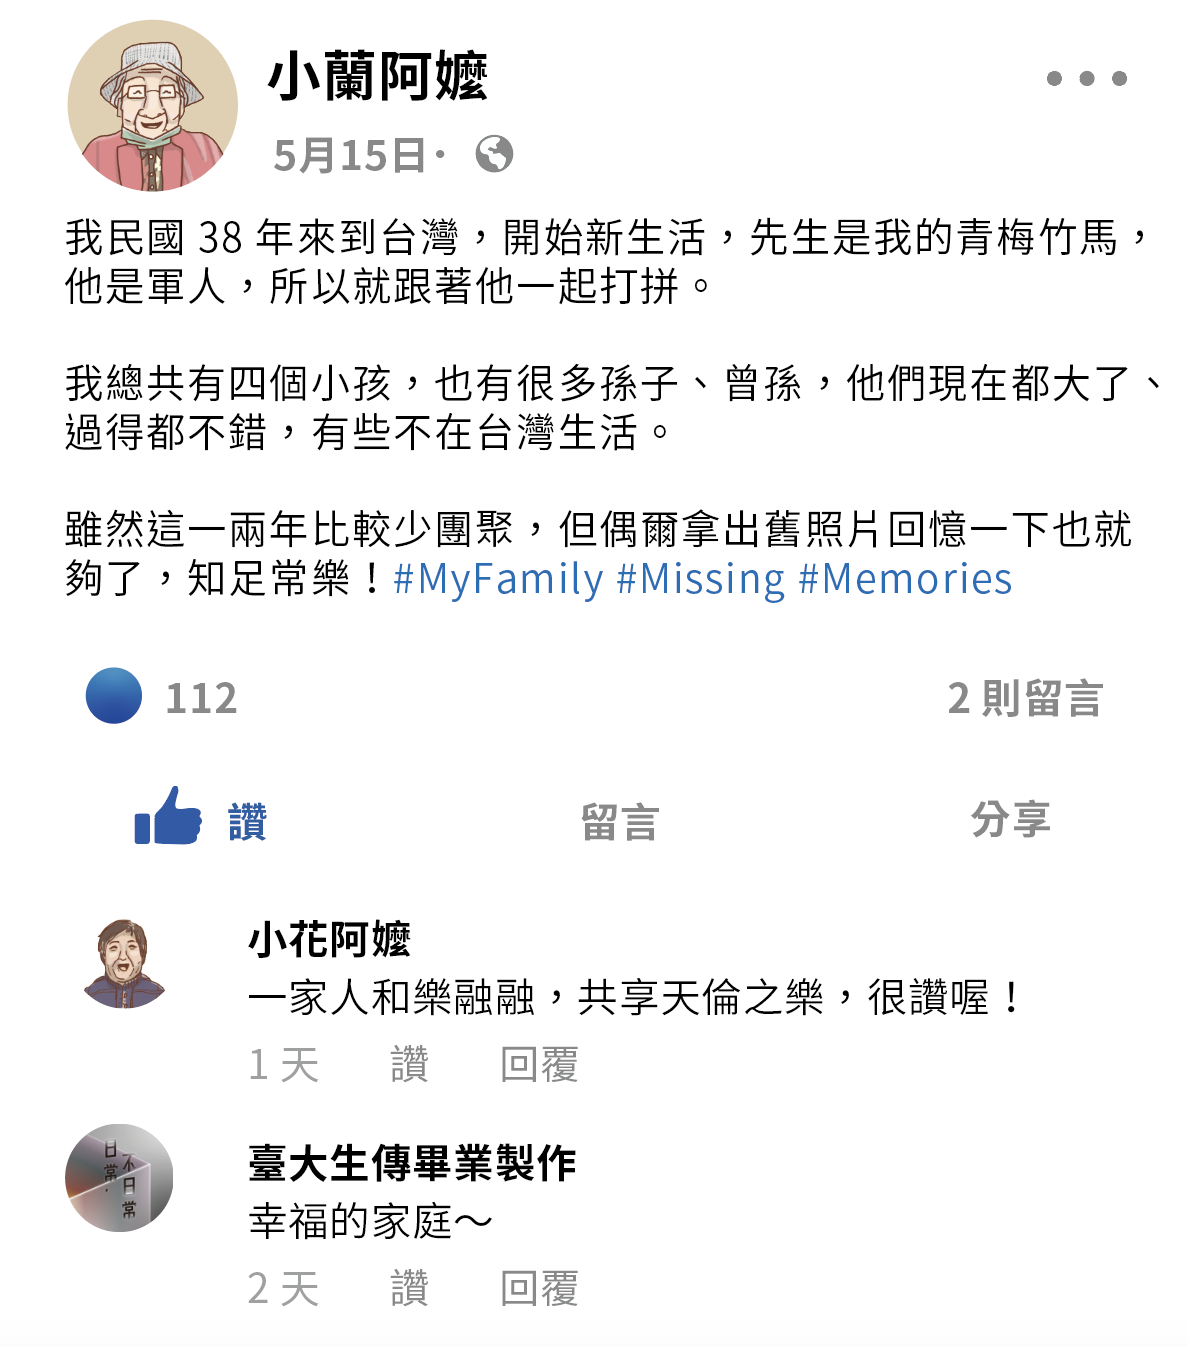 小蘭阿嬤
5月15日·
我民國 38 年來到台灣，開始新生活，先生是我的青梅竹馬，
他是軍人，所以就跟著他一起打拼。
我總共有四個小孩，也有很多孫子、曾孫，他們現在都大了、
過得都不錯，有些不在台灣生活。
雖然這一兩年比較少團聚，但偶爾拿出舊照片回憶一下也就
夠了，知足常樂！#MyFamily #Missing #Memories
112
2 則留言
讚
留言
分享
小花阿嬤
一家人和樂融融，共享天倫之樂，很讚喔！
1 天 讚 回覆
日常·
不日常
臺大生傳畢業製作
幸福的家庭～
2 天 讚 回覆